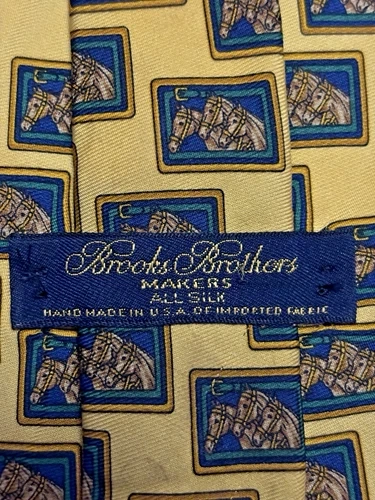 Brooks Brothers
MAKERS
ALL SILK
HAND MADE IN U.S.A. OF IMPORTED FABRIC